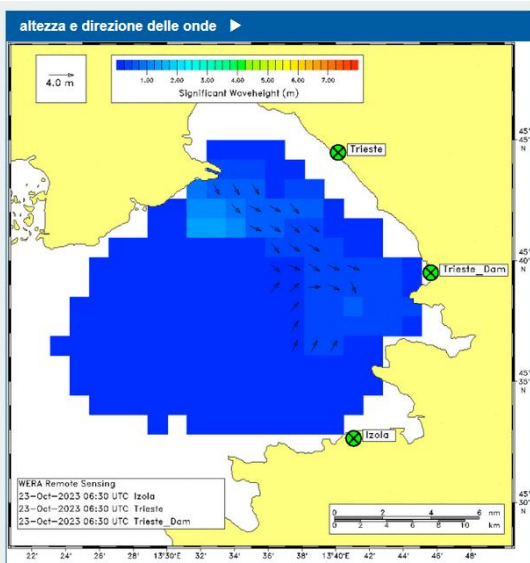 altezza e direzione delle onde
4.0 m
1.00 2.00 3.00 4.00 5.00 6.00 7.00
Significant Waveheight (m)
45°
45'
N
Trieste
45°
40'
N
Trieste_Dam
45°
35'
N
Izola
WERA Remote Sensing
23-Oct-2023 06:30 UTC Izola
23-Oct-2023 06:30 UTC Trieste
23-Oct-2023 06:30 UTC Trieste_Dam
45°
30'
N
0 2 4 6 nm
0 2 4 6 8 10 km
22' 24' 26' 28' 13°30'E 32' 34' 36' 38' 13°40'E 42' 44' 46' 48'